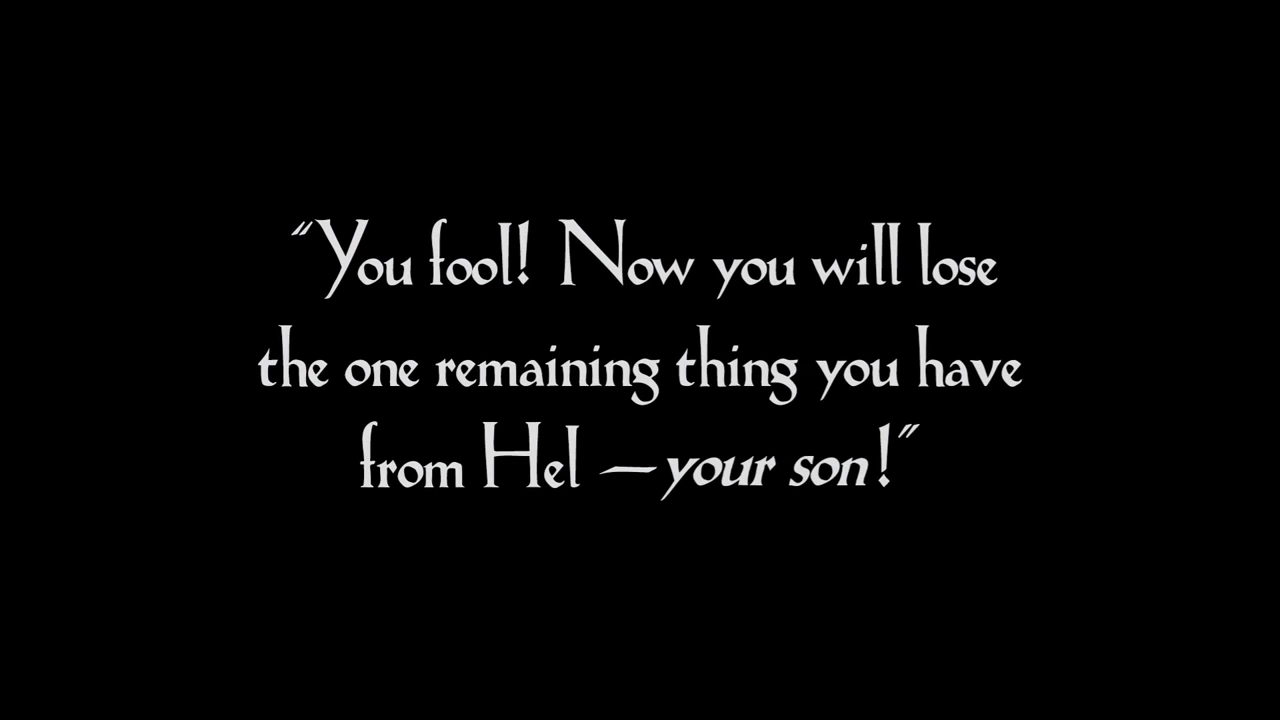 “You fool! Now you will lose
the one remaining thing you have
from Hel —your son!”